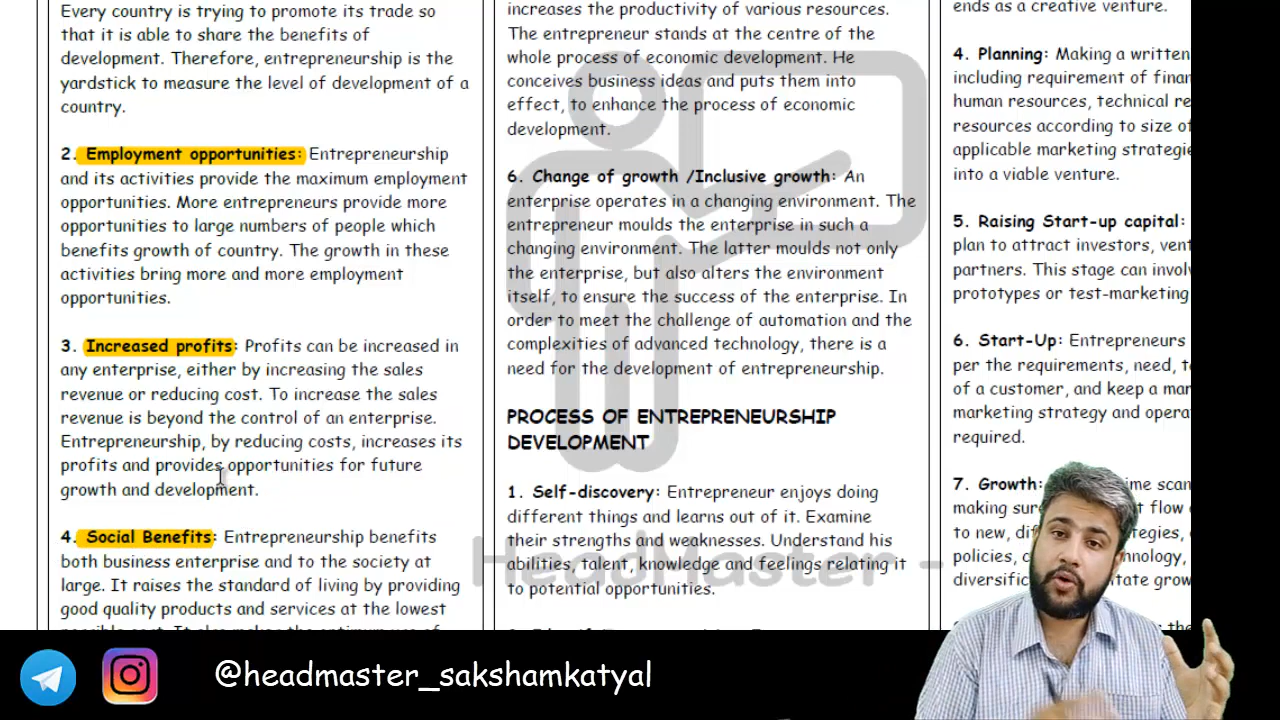 Every country is trying to promote its trade so
that it is able to share the benefits of
development. Therefore, entrepreneurship is the
yardstick to measure the level of development of a
country.
2. Employment opportunities: Entrepreneurship
and its activities provide the maximum employment
opportunities. More entrepreneurs provide more
opportunities to large numbers of people which
benefits growth of country. The growth in these
activities bring more and more employment
opportunities.
3. Increased profits: Profits can be increased in
any enterprise, either by increasing the sales
revenue or reducing cost. To increase the sales
revenue is beyond the control of an enterprise.
Entrepreneurship, by reducing costs, increases its
profits and provides opportunities for future
growth and development.
4. Social Benefits: Entrepreneurship benefits
both business enterprise and to the society at
large. It raises the standard of living by providing
good quality products and services at the lowest
increases the productivity of various resources.
The entrepreneur stands at the centre of the
whole process of economic development. He
conceives business ideas and puts them into
effect, to enhance the process of economic
development.
6. Change of growth /Inclusive growth: An
enterprise operates in a changing environment. The
entrepreneur moulds the enterprise in such a
changing environment. The latter moulds not only
the enterprise, but also alters the environment
itself, to ensure the success of the enterprise. In
order to meet the challenge of automation and the
complexities of advanced technology, there is a
need for the development of entrepreneurship.
PROCESS OF ENTREPRENEURSHIP
DEVELOPMENT
1. Self-discovery: Entrepreneur enjoys doing
different things and learns out of it. Examine
their strengths and weaknesses. Understand his
abilities, talent, knowledge and feelings relating it
to potential opportunities.
ends as a creative venture.
4. Planning: Making a written
including requirement of finan
human resources, technical re
resources according to size of
applicable marketing strategie
into a viable venture.
5. Raising Start-up capital:
plan to attract investors, vent
partners. This stage can involv
prototypes or test-marketing
6. Start-Up: Entrepreneurs
per the requirements, need, t
of a customer, and keep a mar
marketing strategy and opera
required.
7. Growth: scan
making sur flow
to new, dif tegies,
policies, hnology,
diversific tate grow
HeadMaster -
@headmaster_sakshamkatyal